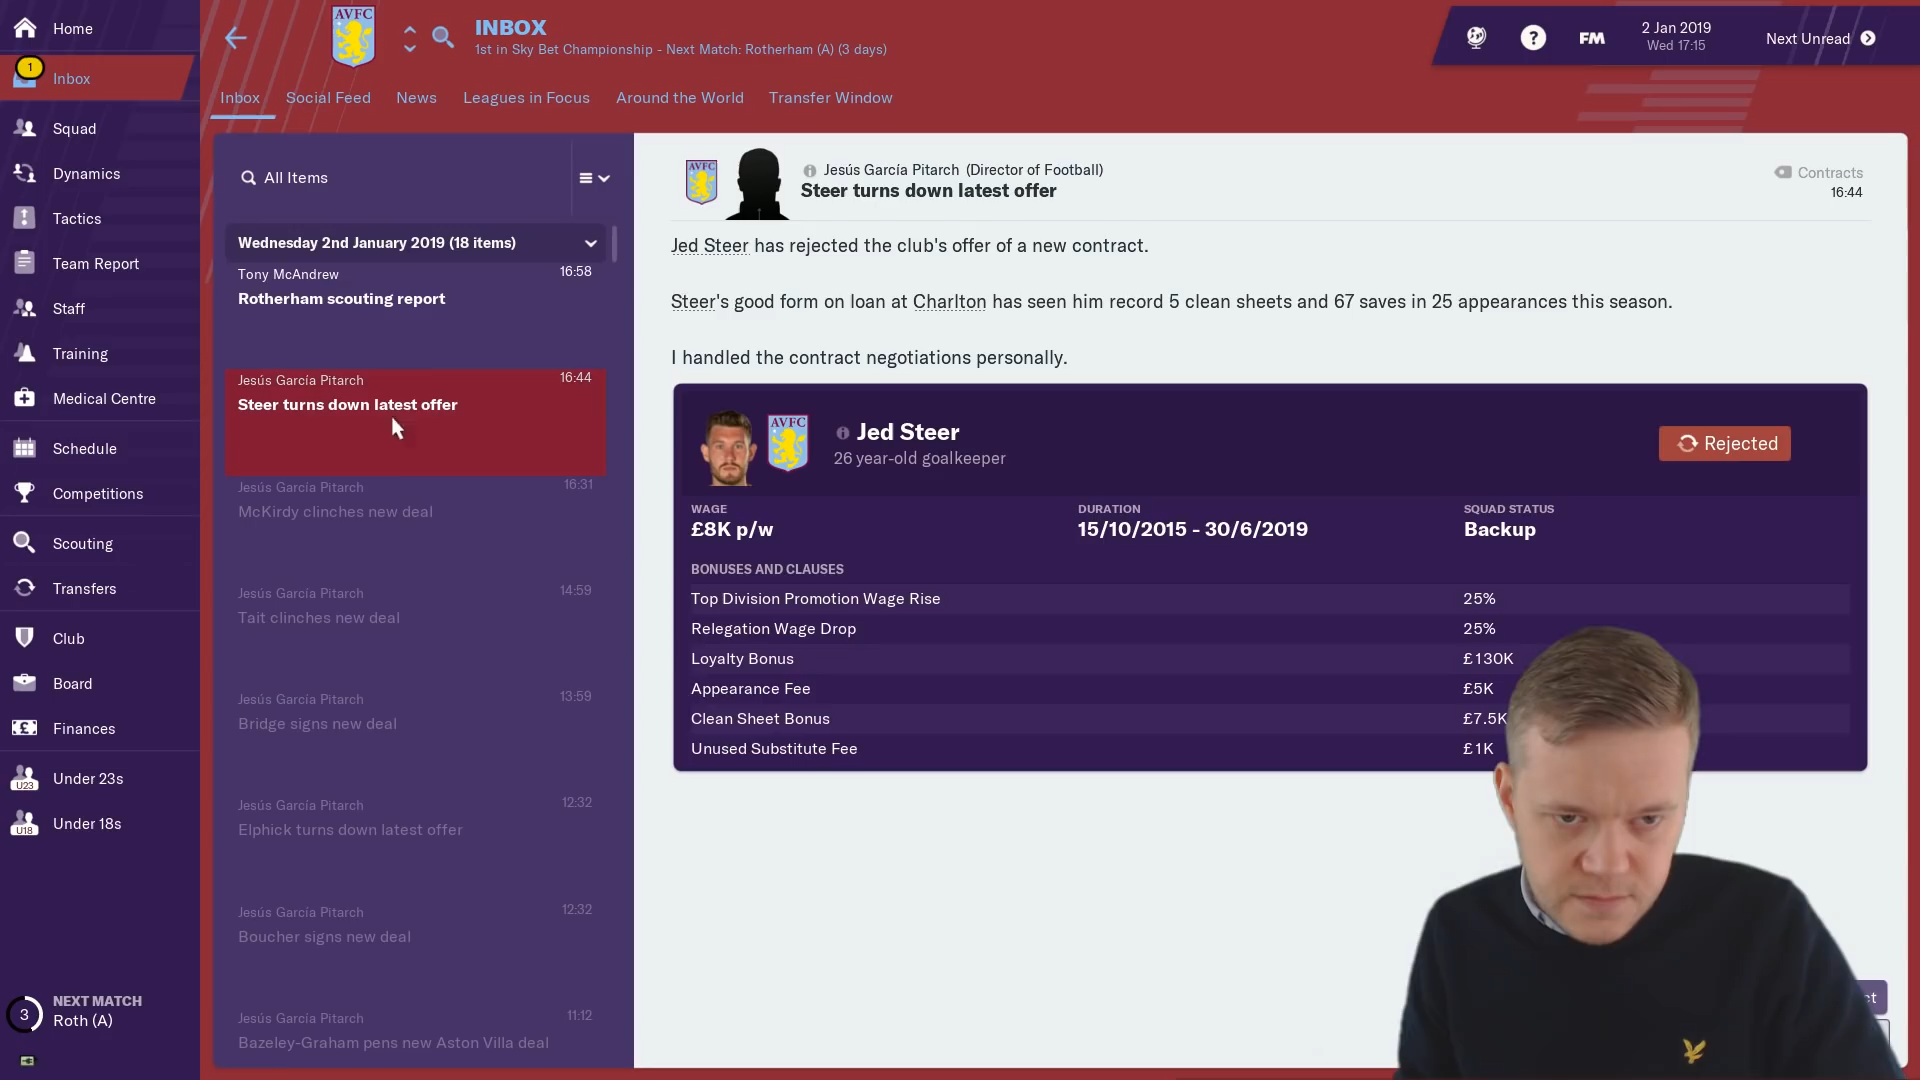 Home
1
Inbox
Squad
Dynamics
Tactics
Team Report
Staff
Training
Medical Centre
Schedule
Competitions
Scouting
Transfers
Club
Board
Finances
U23
Under 23s
U18
Under 18s
3
NEXT MATCH
Roth (A)
AVFC
INBOX
1st in Sky Bet Championship - Next Match: Rotherham (A) (3 days)
? FM
2 Jan 2019
Wed 17:15
Next Unread
Inbox
Social Feed
News
Leagues in Focus
Around the World
Transfer Window
All Items
Wednesday 2nd January 2019 (18 items)
Tony McAndrew 16:58
Rotherham scouting report
Jesús García Pitarch 16:44
Steer turns down latest offer
Jesús García Pitarch 16:31
McKirdy clinches new deal
Jesús García Pitarch 14:59
Tait clinches new deal
Jesús García Pitarch 13:59
Bridge signs new deal
Jesús García Pitarch 12:32
Elphick turns down latest offer
Jesús García Pitarch 12:32
Boucher signs new deal
Jesús García Pitarch 11:12
Bazeley-Graham pens new Aston Villa deal
AVFC
Jesús García Pitarch (Director of Football)
Steer turns down latest offer
Contracts
16:44
Jed Steer has rejected the club's offer of a new contract.
Steer's good form on loan at Charlton has seen him record 5 clean sheets and 67 saves in 25 appearances this season.
I handled the contract negotiations personally.
AVFC
Jed Steer
26 year-old goalkeeper
Rejected
WAGE
£8K p/w
DURATION
15/10/2015 - 30/6/2019
SQUAD STATUS
Backup
BONUSES AND CLAUSES
Top Division Promotion Wage Rise 25%
Relegation Wage Drop 25%
Loyalty Bonus £130K
Appearance Fee £5K
Clean Sheet Bonus £7.5K
Unused Substitute Fee £1K